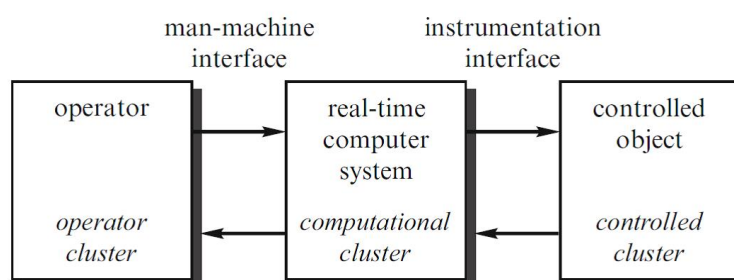 man-machine
interface
instrumentation
interface
operator
operator
cluster
real-time
computer
system
computational
cluster
controlled
object
controlled
cluster